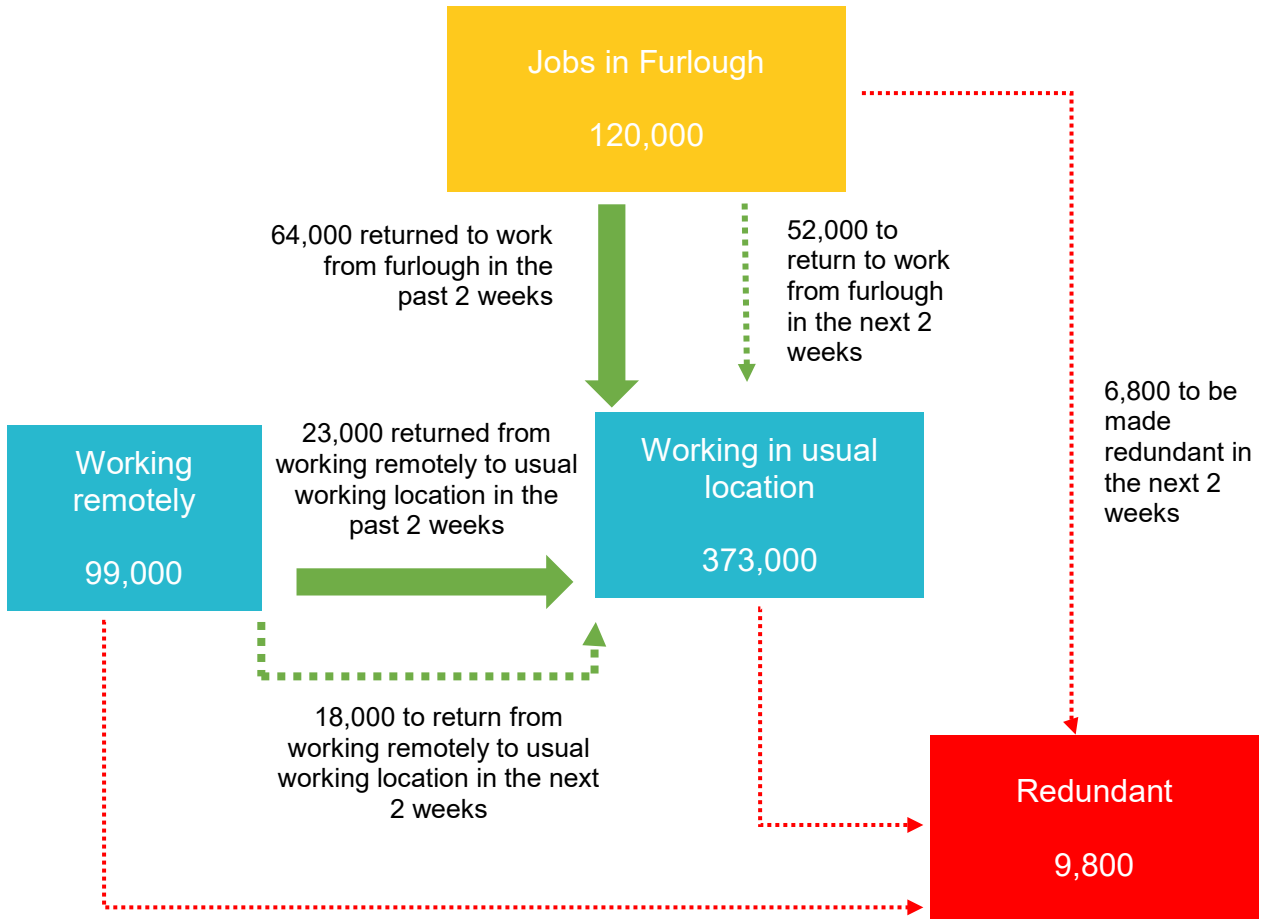 Jobs in Furlough
120,000
64,000 returned to work
from furlough in the
past 2 weeks
52,000 to
return to work
from furlough
in the next 2
weeks
6,800 to be
made
redundant in
the next 2
weeks
Working
remotely
99,000
23,000 returned from
working remotely to usual
working location in the
past 2 weeks
Working in usual
location
373,000
18,000 to return from
working remotely to usual
working location in the next
2 weeks
Redundant
9,800